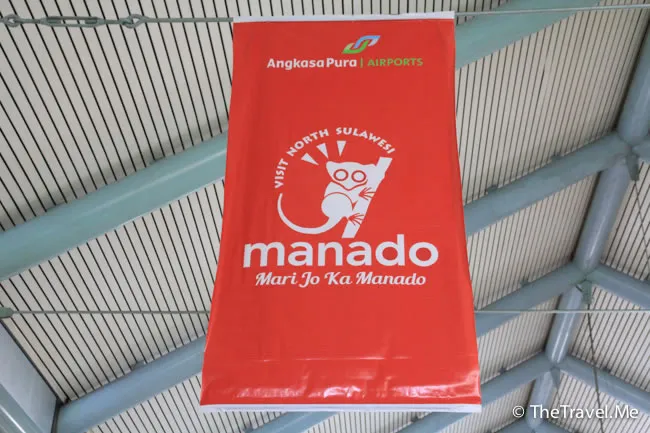 AngkasaPura | AIRPORTS
VISIT NORTH SULAWESI
manado
Mari Jo Ka Manado
© TheTravel.Me